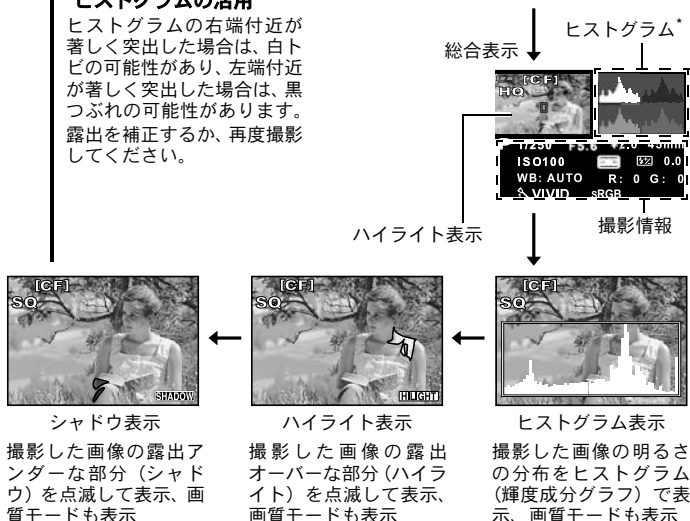 ヒストグラムの活用
ヒストグラムの右端付近が
著しく突出した場合は、白ト
ビの可能性があり、左端付近
が著しく突出した場合は、黒
つぶれの可能性があります。
露出を補正するか、再度撮影
してください。
総合表示
ヒストグラム*
[CF]
HQ
1/250 F5.6 +2.0 45mm
ISO100 0.0
WB: AUTO R: 0 G: 0
VIVID sRGB
ハイライト表示
撮影情報
[CF]
SQ
SHADOW
シャドウ表示
撮影した画像の露出ア
ンダーな部分（シャド
ウ）を点滅して表示、画
質モードも表示
[CF]
SQ
HILIGHT
ハイライト表示
撮影した画像の露出
オーバーな部分（ハイラ
イト）を点滅して表示、
画質モードも表示
[CF]
SQ
ヒストグラム表示
撮影した画像の明るさ
の分布をヒストグラム
（輝度成分グラフ）で表
示、画質モードも表示